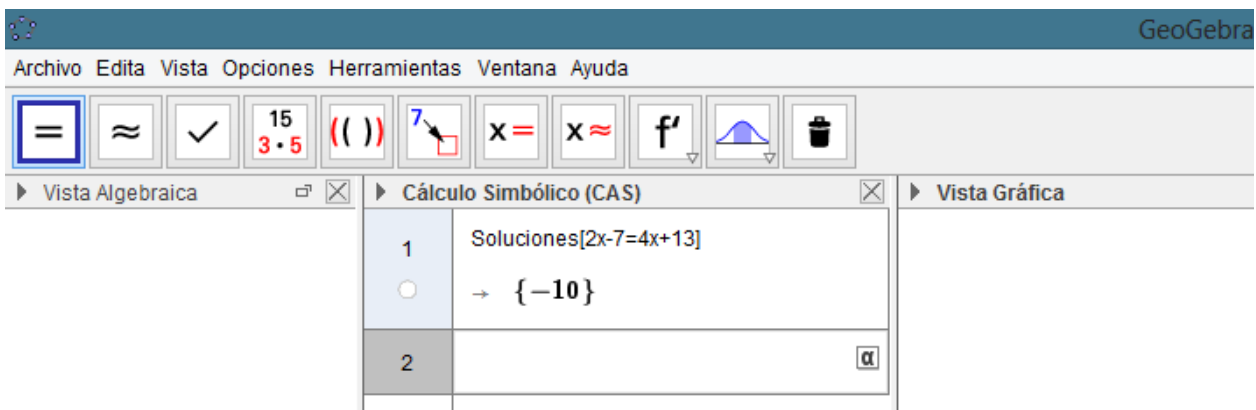 GeoGebra
Archivo Edita Vista Opciones Herramientas Ventana Ayuda
= ≈ ✓ 15 3·5 (( )) 7 x= x≈ f′
Vista Algebraica
Cálculo Simbólico (CAS)
Vista Gráfica
1
Soluciones[2x-7=4x+13]
→ {−10}
2
α